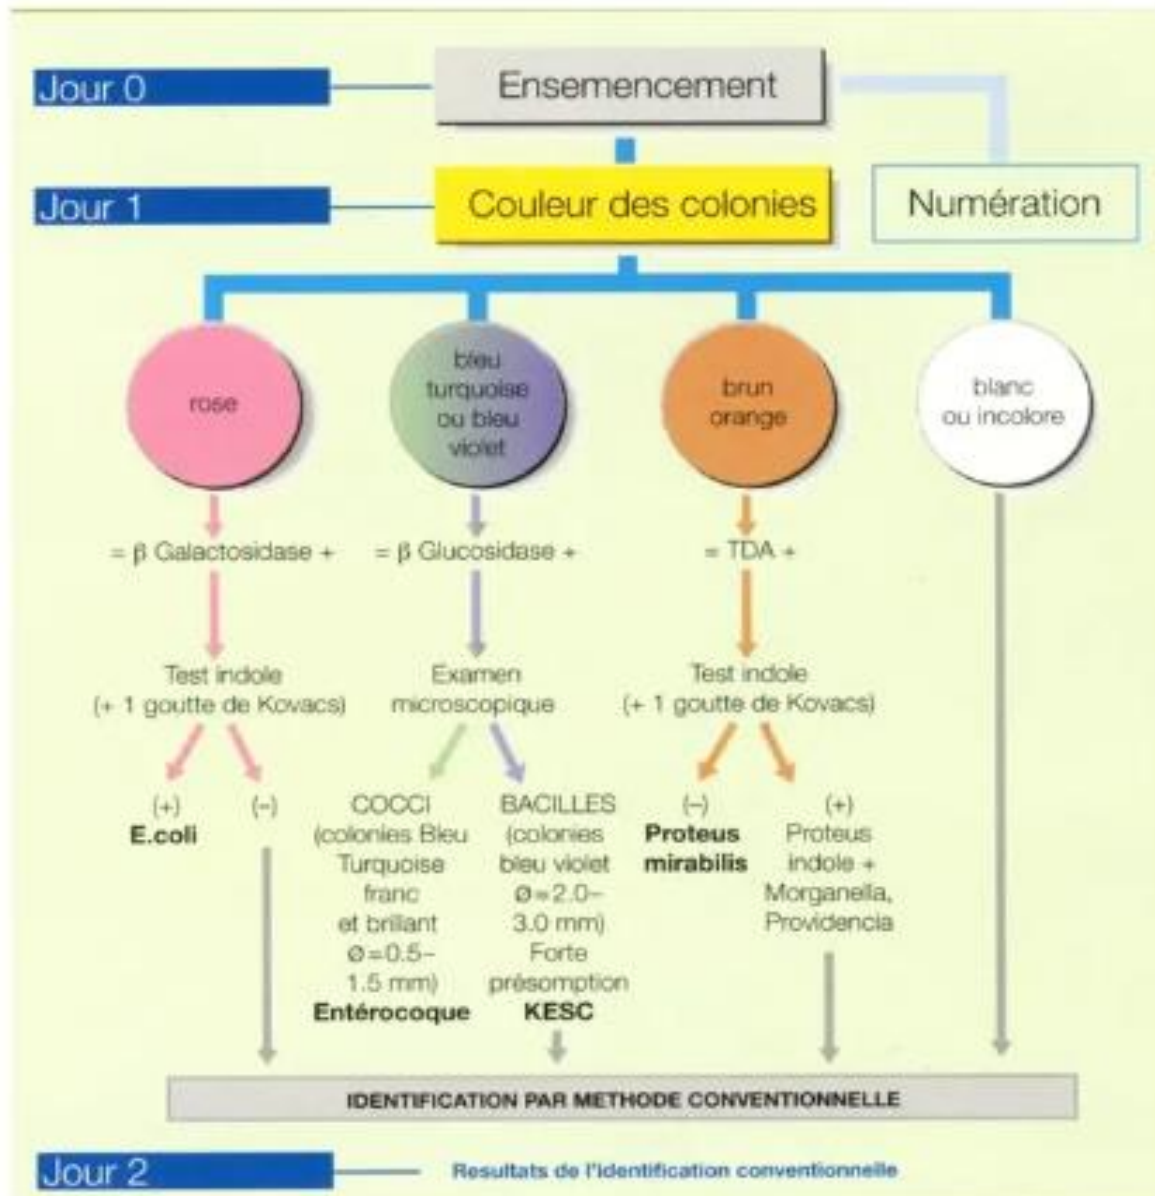 Jour 0
Ensemencement
Jour 1
Couleur des colonies
Numération
rose
bleu
turquoise
ou bleu
violet
brun
orange
blanc
ou incolore
= β Galactosidase +
= β Glucosidase +
= TDA +
Test indole
(+ 1 goutte de Kovacs)
Examen
microscopique
Test indole
(+ 1 goutte de Kovacs)
(+)
E.coli
(–)
COCCI
(colonies Bleu
Turquoise
franc
et brillant
Ø=0.5–
1.5 mm)
Entérocoque
BACILLES
(colonies
bleu violet
Ø=2.0–
3.0 mm)
Forte
présomption
KESC
(–)
Proteus
mirabilis
(+)
Proteus
indole +
Morganella,
Providencia
IDENTIFICATION PAR METHODE CONVENTIONNELLE
Jour 2
Resultats de l'identification conventionnelle